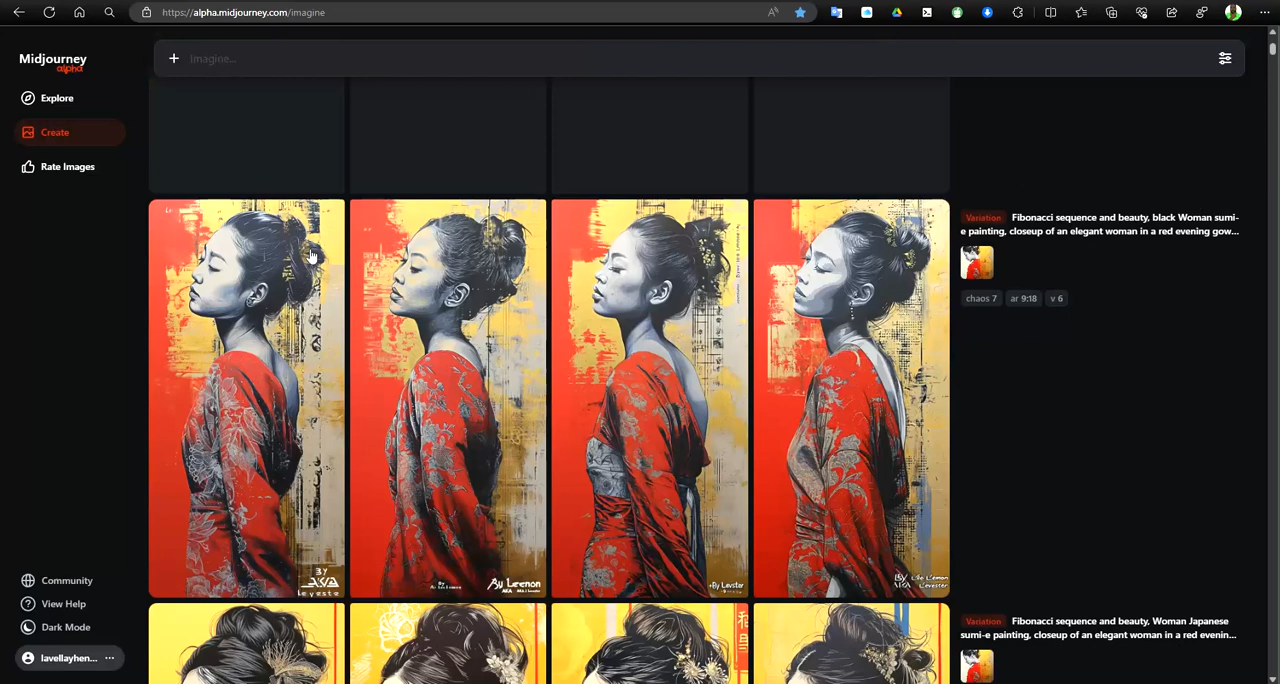 https://alpha.midjourney.com/imagine
Midjourney
alpha
Imagine...
Explore
Create
Rate Images
Variation Fibonacci sequence and beauty, black Woman sumi-
e painting, closeup of an elegant woman in a red evening gow...
chaos 7 ar 9:18 v 6
BY
By Leenon
Community
View Help
Dark Mode
lavellayhen... ...
Variation Fibonacci sequence and beauty, Woman Japanese
sumi-e painting, closeup of an elegant woman in a red evenin...